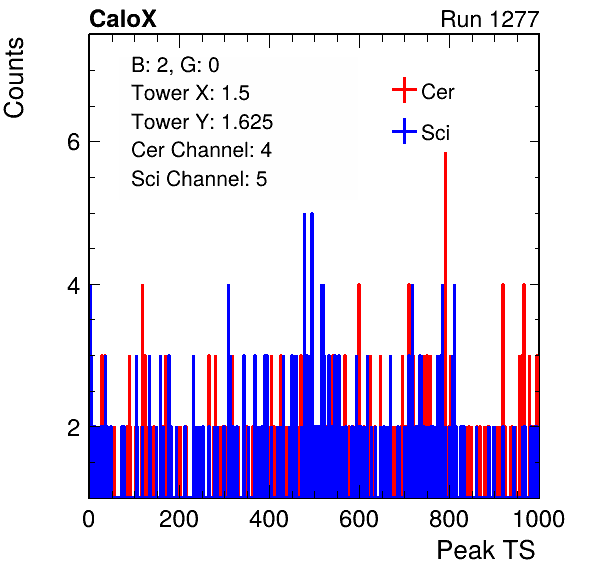 CaloX Run 1277
Counts
B: 2, G: 0
Tower X: 1.5
Tower Y: 1.625
Cer Channel: 4
Sci Channel: 5
Cer
Sci
6
4
2
0 200 400 600 800 1000
Peak TS